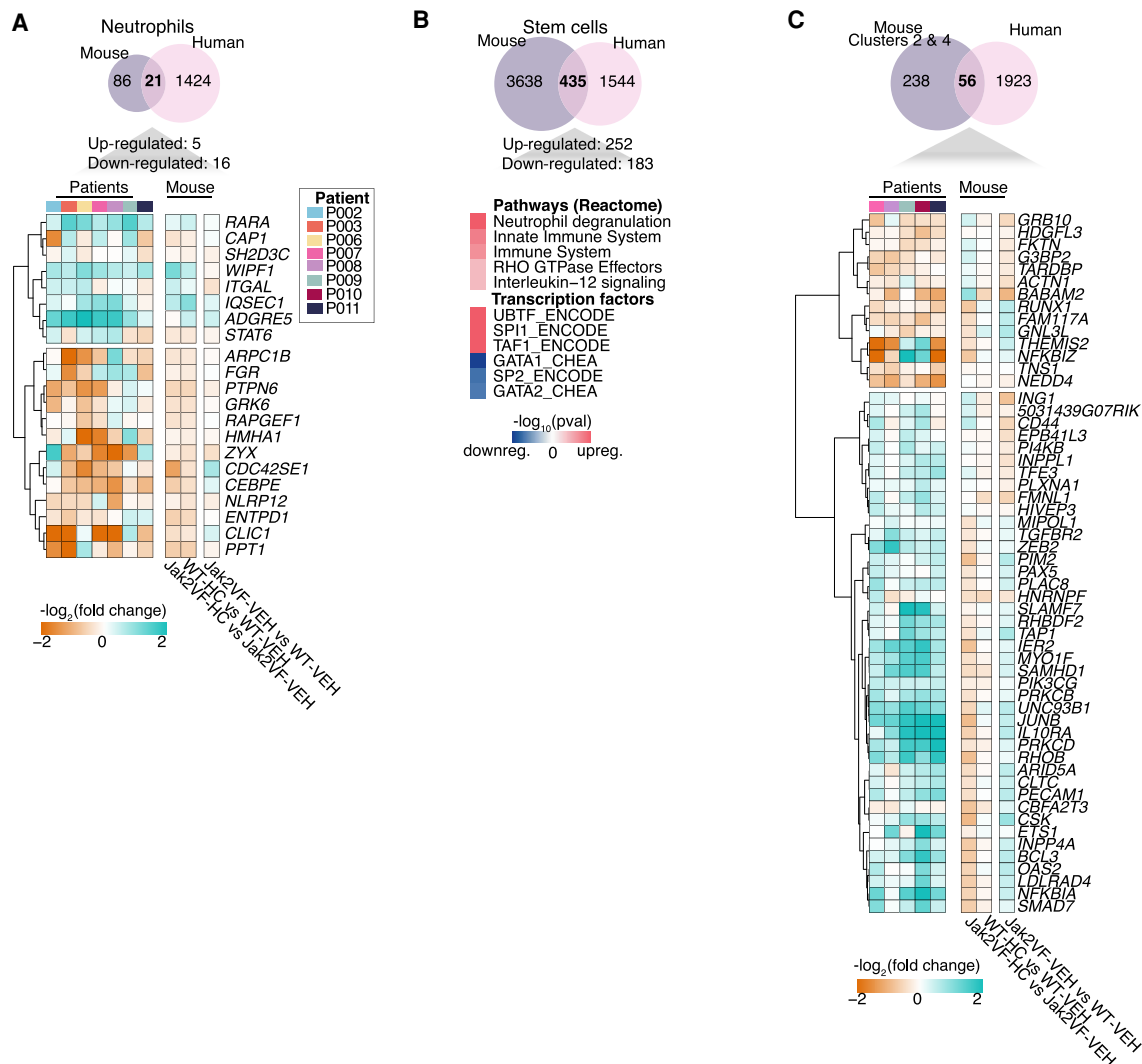 A
Neutrophils
Mouse
Human
86
21
1424
Up-regulated: 5
Down-regulated: 16
Patients
Mouse
RARA
CAP1
SH2D3C
WIPF1
ITGAL
IQSEC1
ADGRE5
STAT6
ARPC1B
FGR
PTPN6
GRK6
RAPGEF1
HMHA1
ZYX
CDC42SE1
CEBPE
NLRP12
ENTPD1
CLIC1
PPT1
Jak2VF-HC vs Jak2VF-VEH
WT-HC vs WT-VEH
Jak2VF-VEH vs WT-VEH
-log2(fold change)
−2
0
2
Patient
P002
P003
P006
P007
P008
P009
P010
P011
B
Stem cells
Mouse
Human
3638
435
1544
Up-regulated: 252
Down-regulated: 183
Pathways (Reactome)
Neutrophil degranulation
Innate Immune System
Immune System
RHO GTPase Effectors
Interleukin-12 signaling
Transcription factors
UBTF_ENCODE
SPI1_ENCODE
TAF1_ENCODE
GATA1_CHEA
SP2_ENCODE
GATA2_CHEA
-log10(pval)
downreg.
0
upreg.
C
Mouse
Clusters 2 & 4
Human
238
56
1923
Patients
Mouse
GRB10
HDGFL3
FKTN
G3BP2
TARDBP
ACTN1
BABAM2
RUNX1
FAM117A
GNL3L
THEMIS2
NFKBIZ
TNS1
NEDD4
ING1
5031439G07RIK
CD44
EPB41L3
PI4KB
INPPL1
TFE3
PLXNA1
FMNL1
HIVEP3
MIPOL1
TGFBR2
ZEB2
PIM2
PAX5
PLAC8
HNRNPF
SLAMF7
RHBDF2
TAP1
IER2
MYO1F
SAMHD1
PIK3CG
PRKCB
UNC93B1
JUNB
IL10RA
PRKCD
RHOB
ARID5A
CLTC
PECAM1
CBFA2T3
CSK
ETS1
INPP4A
BCL3
OAS2
LDLRAD4
NFKBIA
SMAD7
Jak2VF-HC vs Jak2VF-VEH
WT-HC vs WT-VEH
Jak2VF-VEH vs WT-VEH
-log2(fold change)
−2
0
2